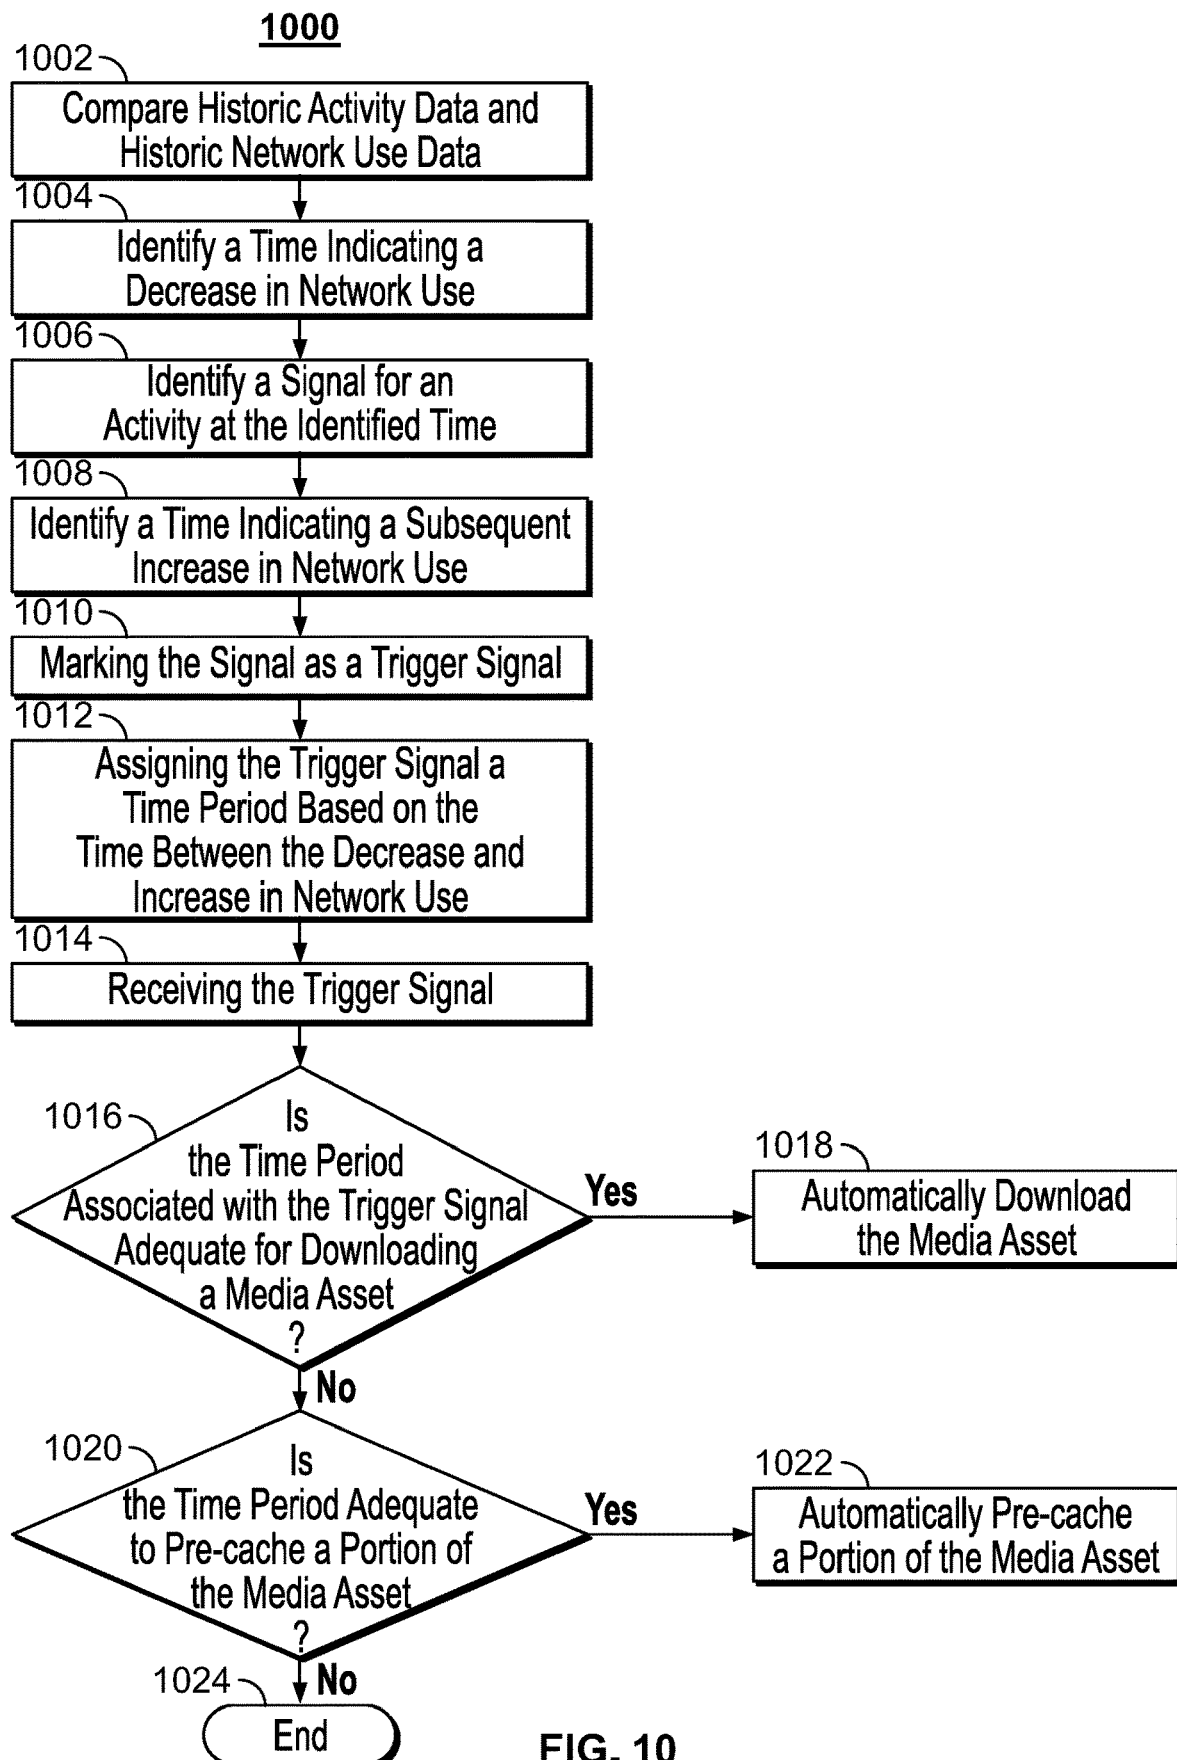 1000
1002
Compare Historic Activity Data and
Historic Network Use Data
1004
Identify a Time Indicating a
Decrease in Network Use
1006
Identify a Signal for an
Activity at the Identified Time
1008
Identify a Time Indicating a Subsequent
Increase in Network Use
1010
Marking the Signal as a Trigger Signal
1012
Assigning the Trigger Signal a
Time Period Based on the
Time Between the Decrease and
Increase in Network Use
1014
Receiving the Trigger Signal
1016
Is
the Time Period
Associated with the Trigger Signal
Adequate for Downloading
a Media Asset
?
Yes
1018
Automatically Download
the Media Asset
No
1020
Is
the Time Period Adequate
to Pre-cache a Portion of
the Media Asset
?
Yes
1022
Automatically Pre-cache
a Portion of the Media Asset
No
1024
End
FIG. 10